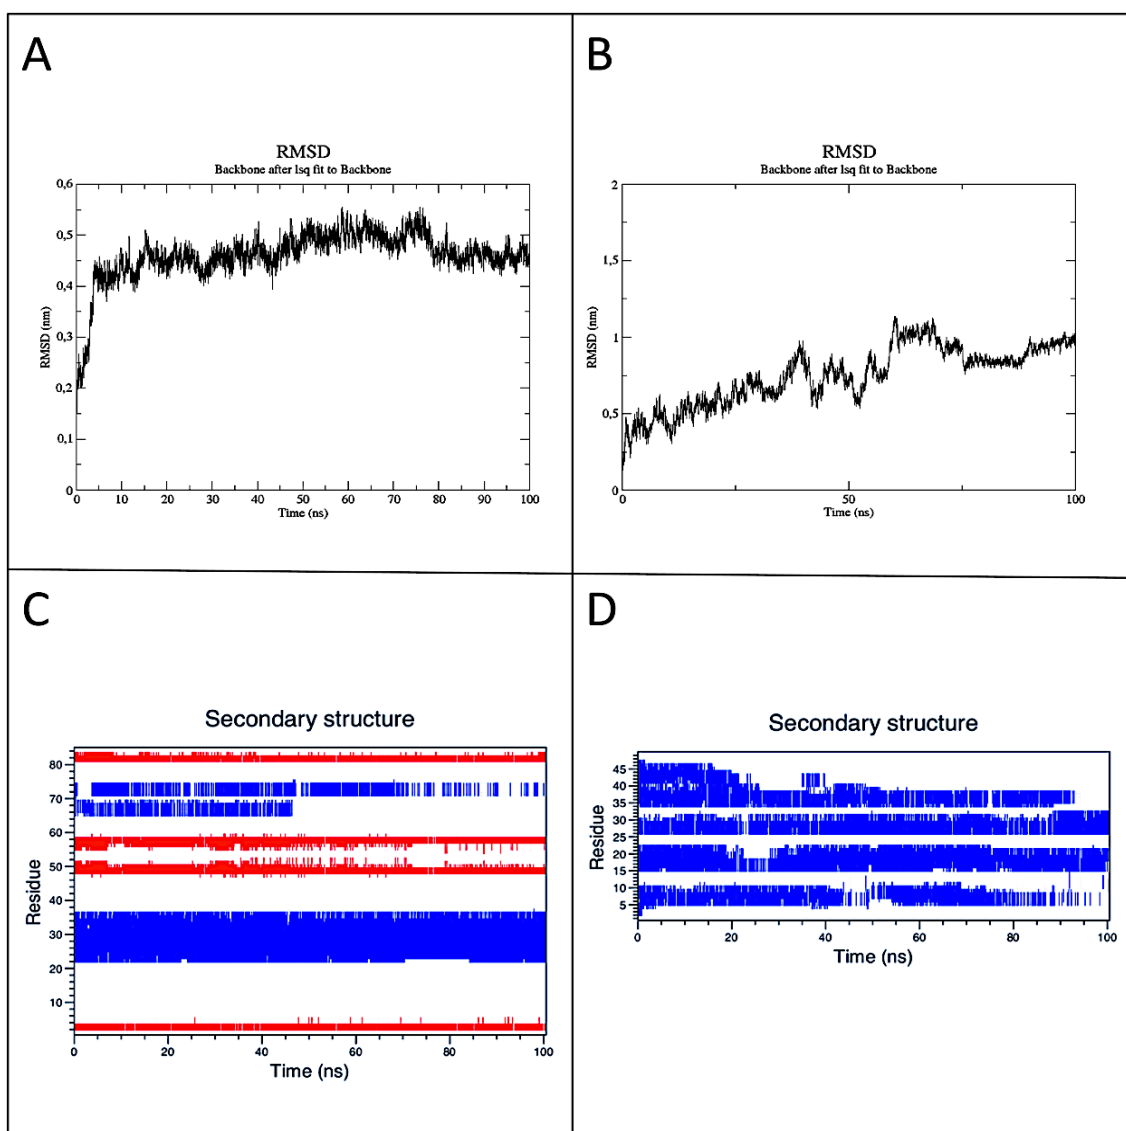 A
RMSD
Backbone after lsq fit to Backbone
0,6
0,5
0,4
0,3
0,2
0,1
0
RMSD (nm)
0 5 10 20 30 40 45 50 60 70 75 80 90 100
Time (ns)
B
RMSD
Backbone after lsq fit to Backbone
2
1,5
1
0,5
0
RMSD (nm)
0 50 100
Time (ns)
C
Secondary structure
80
70
60
50
40
30
20
10
Residue
0 20 40 60 80 100
Time (ns)
D
Secondary structure
45
40
35
30
25
20
15
10
5
Residue
0 20 40 60 80 100
Time (ns)